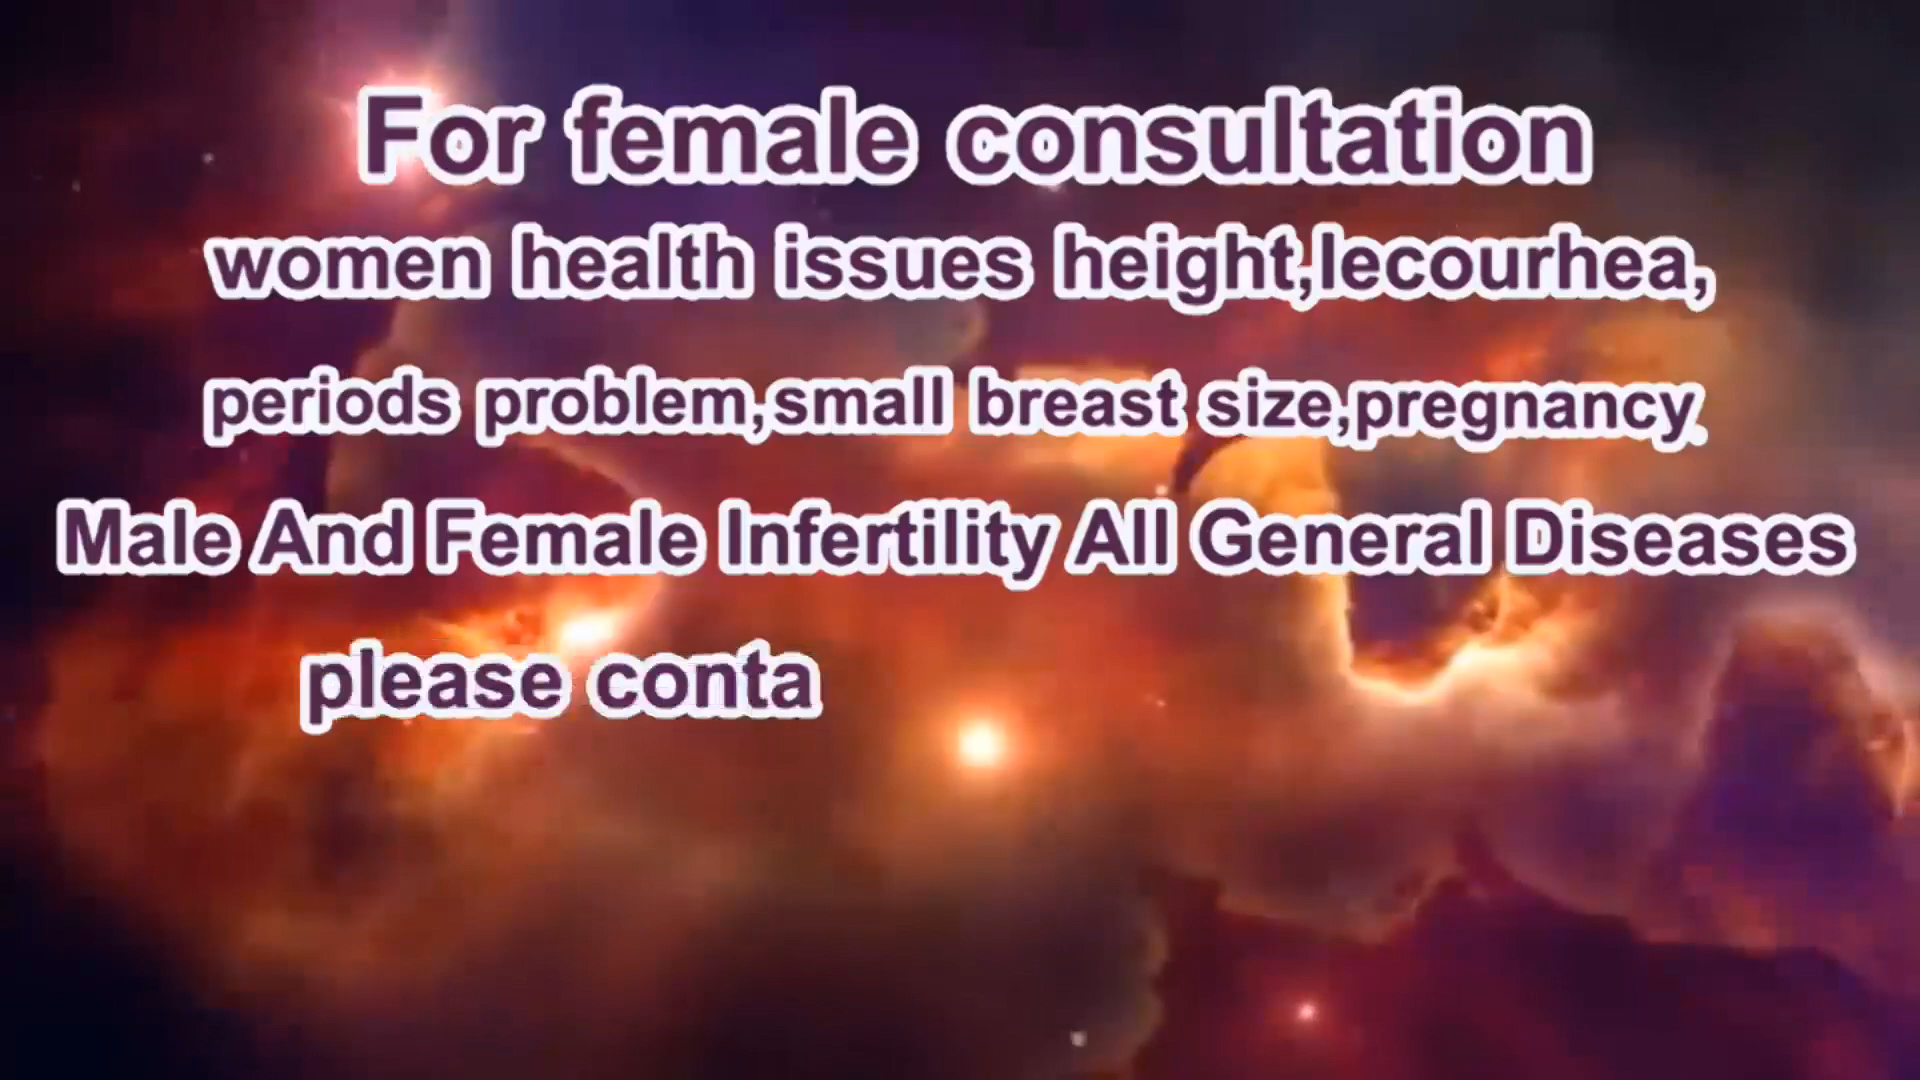 For female consultation
women health issues height,lecourhea,
periods problem,small breast size,pregnancy.
Male And Female Infertility All General Diseases
please conta